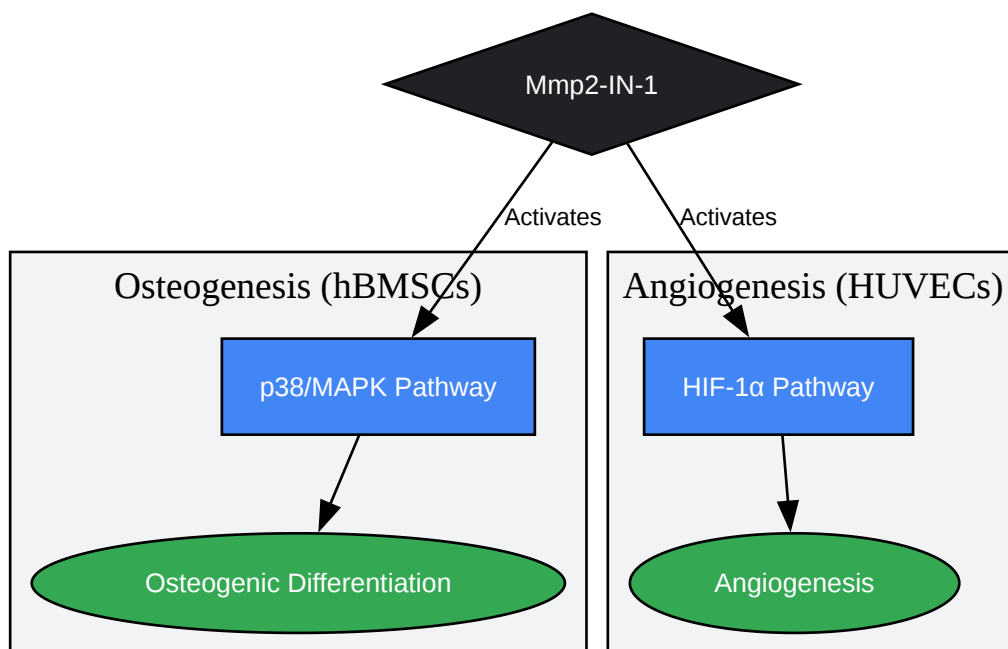 Mmp2-IN-1
Activates
Activates
Osteogenesis (hBMSCs)
Angiogenesis (HUVECs)
p38/MAPK Pathway
HIF-1α Pathway
Osteogenic Differentiation
Angiogenesis